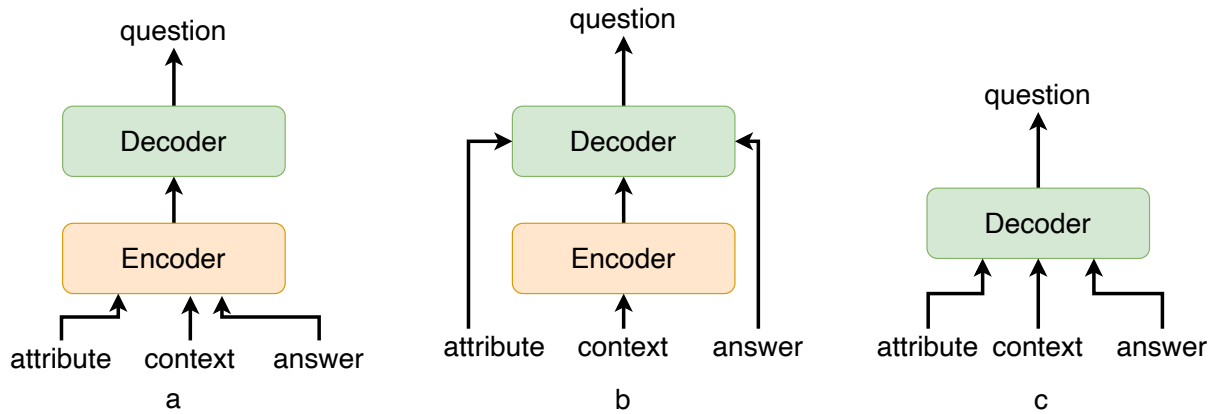 question
Decoder
Encoder
attribute context answer
a
question
Decoder
Encoder
attribute context answer
b
question
Decoder
attribute context answer
c